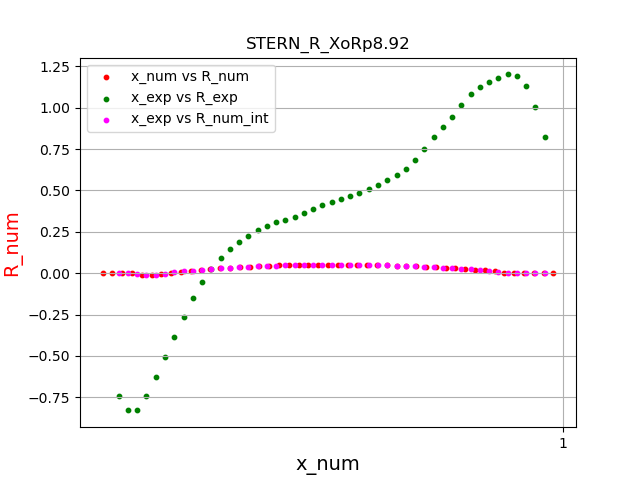 STERN_R_XoRp8.92
x_num vs R_num
x_exp vs R_exp
x_exp vs R_num_int
1.25
1.00
0.75
0.50
0.25
0.00
−0.25
−0.50
−0.75
R_num
1
x_num